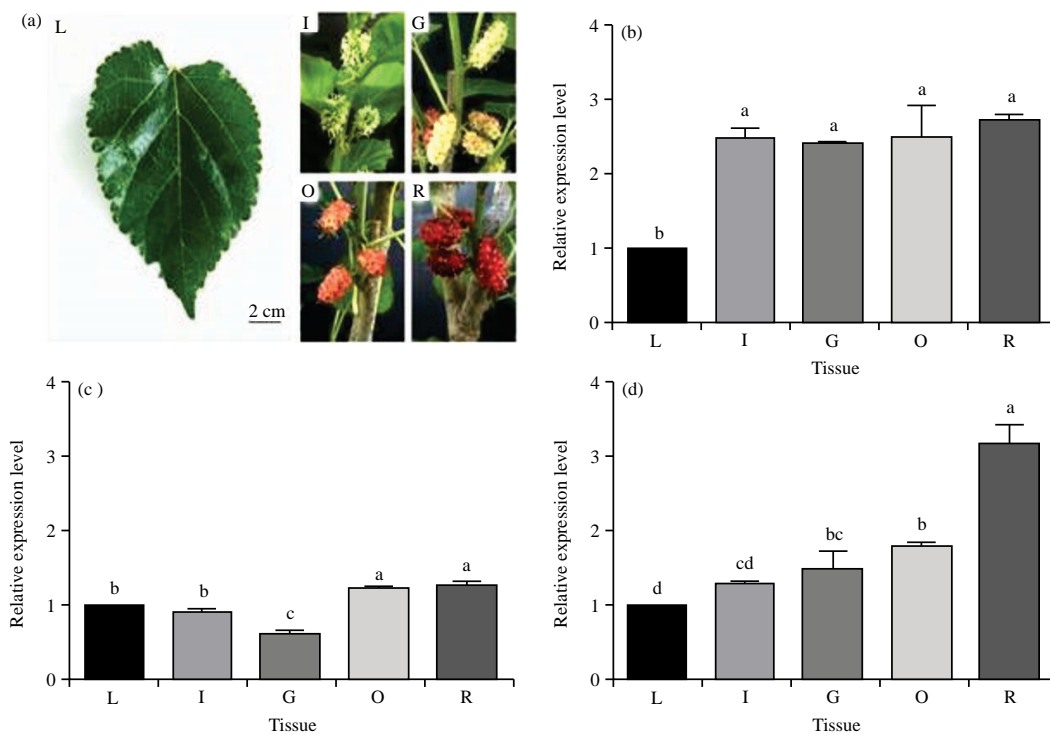 (a)
L
I
G
O
R
2 cm
(b)
4
3
2
1
0
Relative expression level
b
a
a
a
a
L
I
G
O
R
Tissue
(c )
4
3
2
1
0
Relative expression level
b
b
c
a
a
L
I
G
O
R
Tissue
(d)
4
3
2
1
0
Relative expression level
d
cd
bc
b
a
L
I
G
O
R
Tissue